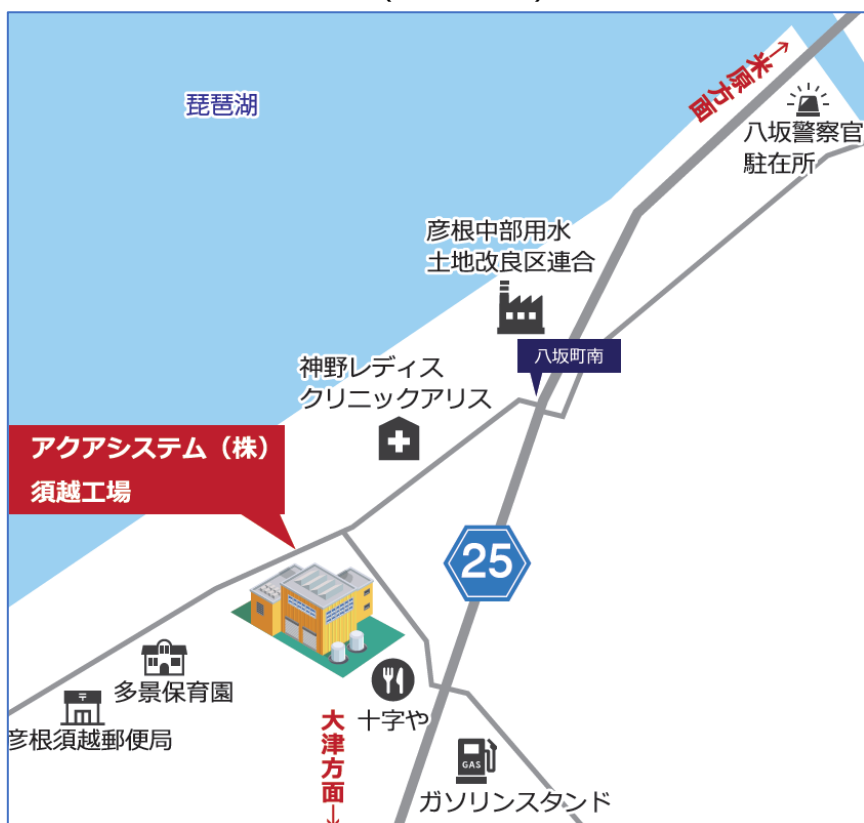 琵琶湖
米原方面→
八坂警察官
駐在所
彦根中部用水
土地改良区連合
八坂町南
神野レディス
クリニックアリス
アクアシステム（株）
須越工場
25
多景保育園
〒
彦根須越郵便局
十字や
大津方面→
GAS
ガソリンスタンド